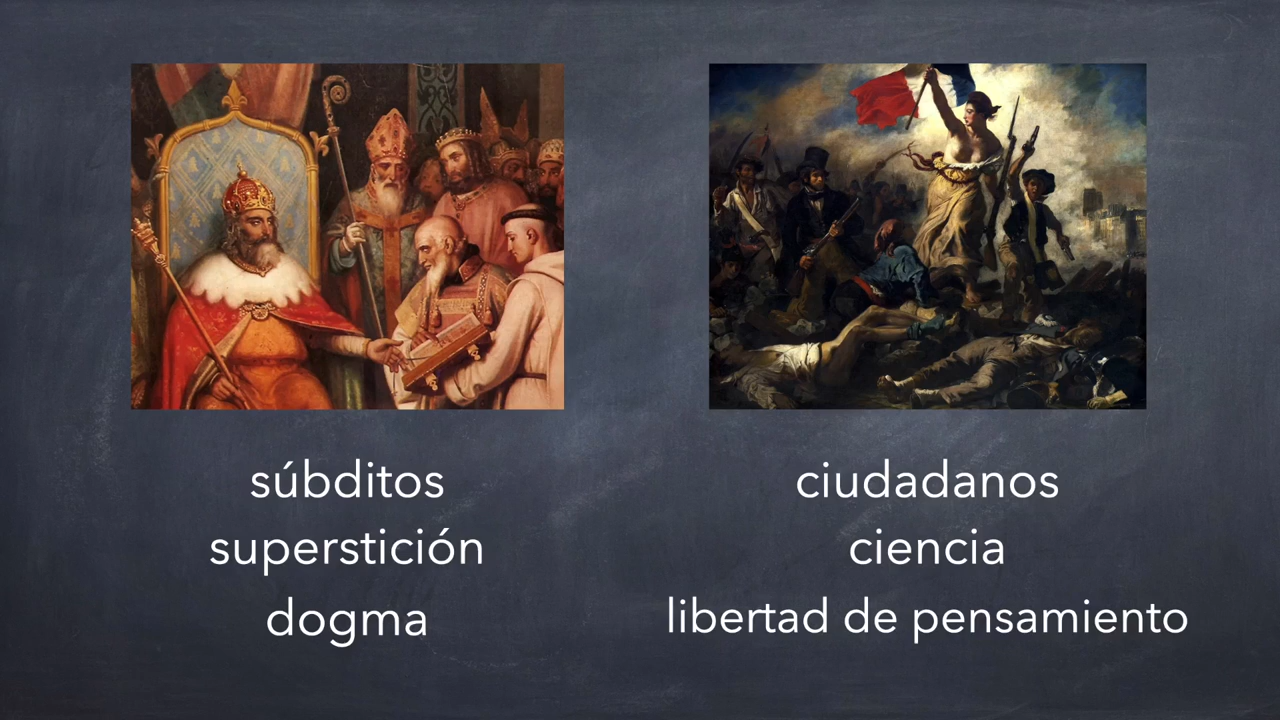 súbditos
superstición
dogma
ciudadanos
ciencia
libertad de pensamiento